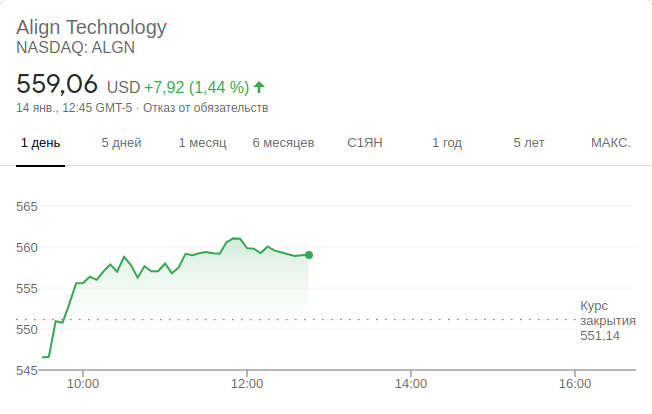 Align Technology
NASDAQ: ALGN
559,06 USD +7,92 (1,44 %)
14 янв., 12:45 GMT-5 · Отказ от обязательств
1 день 5 дней 1 месяц 6 месяцев С1ЯН 1 год 5 лет МАКС.
565
560
555
Курс
закрытия
551,14
550
545
10:00 12:00 14:00 16:00